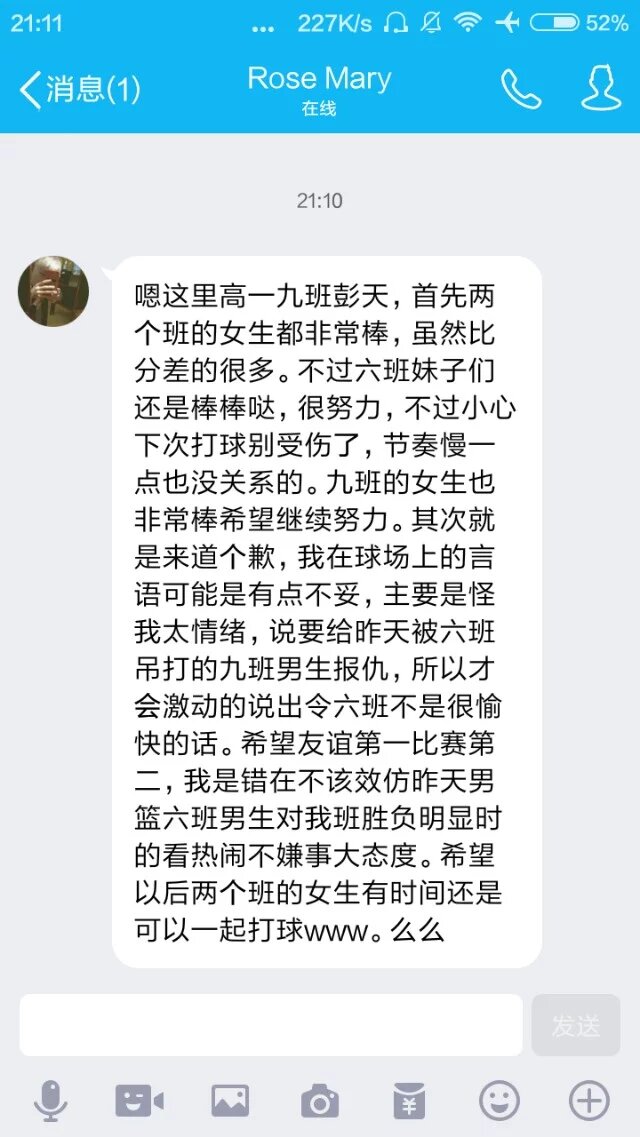 21:11
... 227K/s 52%
消息(1)
Rose Mary
在线
21:10
嗯这里高一九班彭天，首先两
个班的女生都非常棒，虽然比
分差的很多。不过六班妹子们
还是棒棒哒，很努力，不过小心
下次打球别受伤了，节奏慢一
点也没关系的。九班的女生也
非常棒希望继续努力。其次就
是来道个歉，我在球场上的言
语可能是有点不妥，主要是怪
我太情绪，说要给昨天被六班
吊打的九班男生报仇，所以才
会激动的说出令六班不是很愉
快的话。希望友谊第一比赛第
二，我是错在不该效仿昨天男
篮六班男生对我班胜负明显时
的看热闹不嫌事大态度。希望
以后两个班的女生有时间还是
可以一起打球www。么么
发送